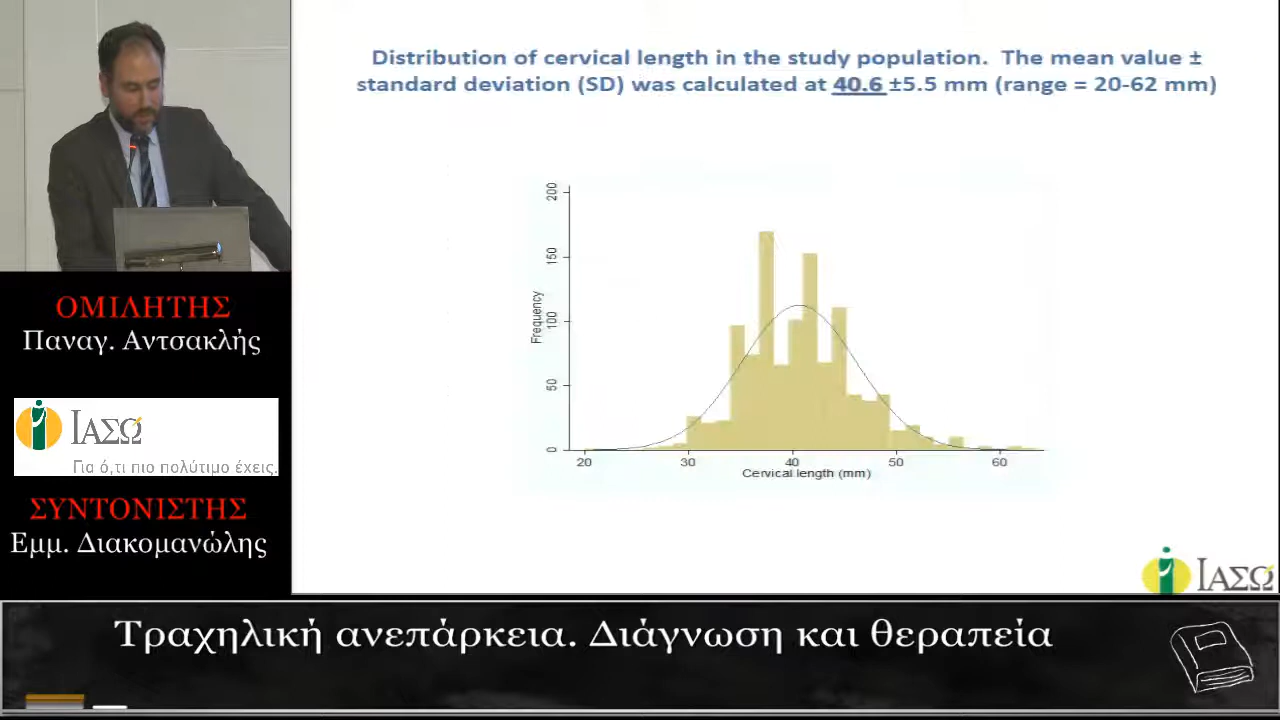 Distribution of cervical length in the study population. The mean value ±
standard deviation (SD) was calculated at 40.6 ±5.5 mm (range = 20-62 mm)
200
150
100
50
0
Frequency
20 30 40 50 60
Cervical length (mm)
ΟΜΙΛΗΤΗΣ
Παναγ. Αντσακλής
ΙΑΣΩ
Για ό,τι πιο πολύτιμο έχεις.
ΣΥΝΤΟΝΙΣΤΗΣ
Εμμ. Διακομανώλης
ΙΑΣΩ
Τραχηλική ανεπάρκεια. Διάγνωση και θεραπεία